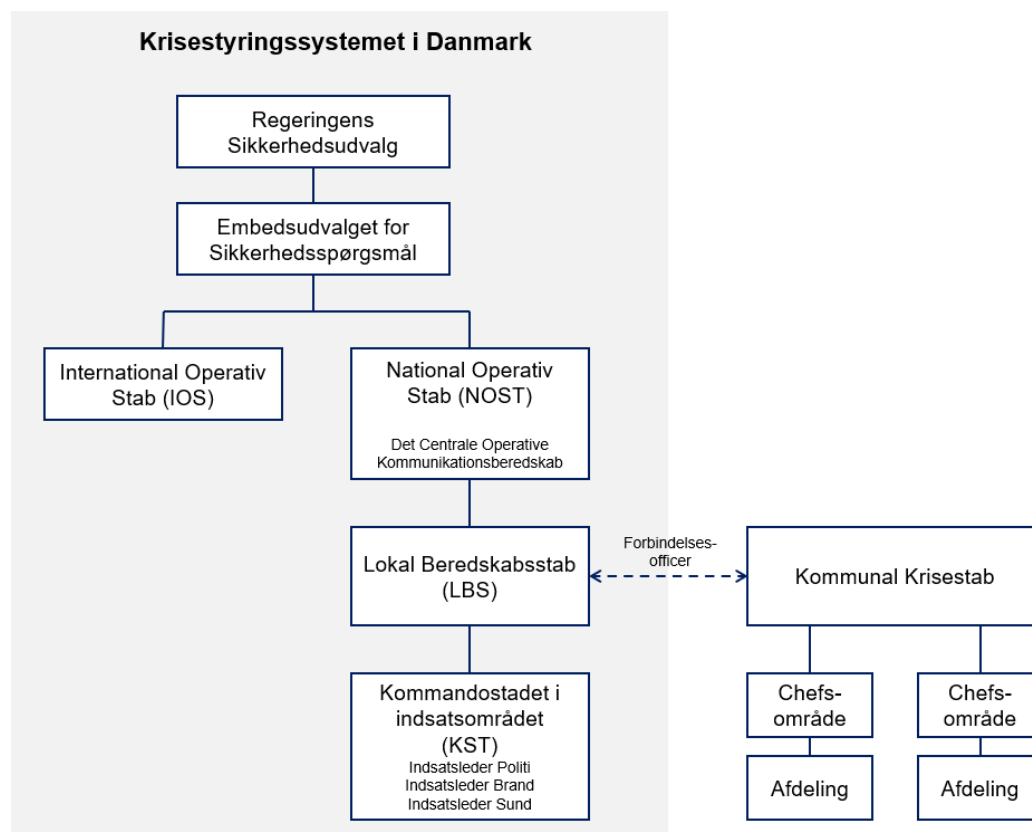 Krisestyringssystemet i Danmark
Regeringens
Sikkerhedsudvalg
Embedsudvalget for
Sikkerhedsspørgsmål
International Operativ
Stab (IOS)
National Operativ
Stab (NOST)
Det Centrale Operative
Kommunikationsberedskab
Lokal Beredskabsstab
(LBS)
Forbindelses-
officer
Kommunal Krisestab
Kommandostadet i
indsatsområdet
(KST)
Indsatsleder Politi
Indsatsleder Brand
Indsatsleder Sund
Chefs-
område
Chefs-
område
Afdeling
Afdeling